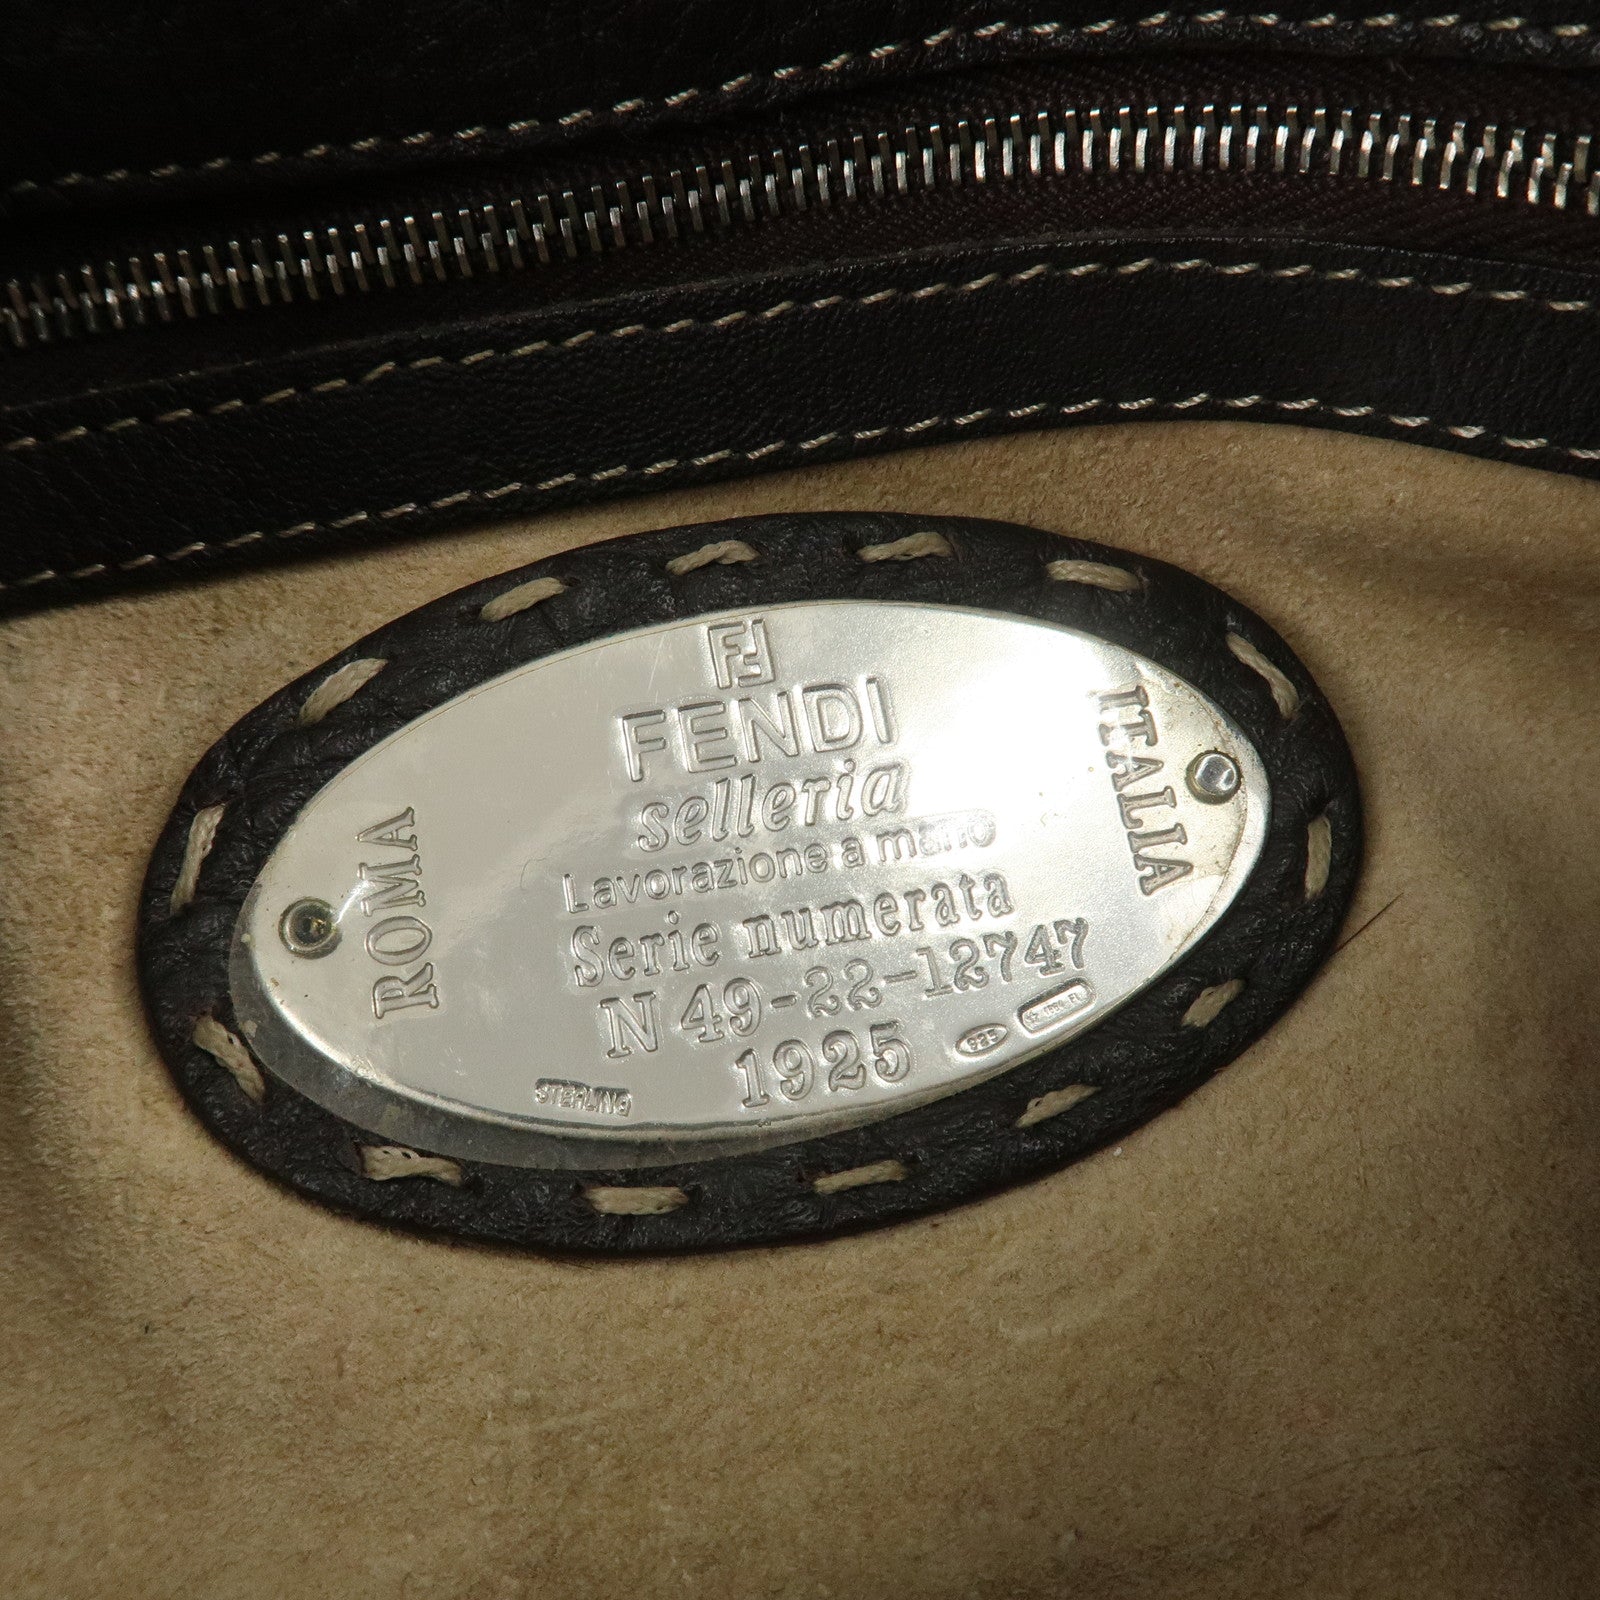 FENDI
selleria
Lavorazione a mano
Serie numerata
N 49-22-12747
1925
ROMA
ITALIA
STERLING
925